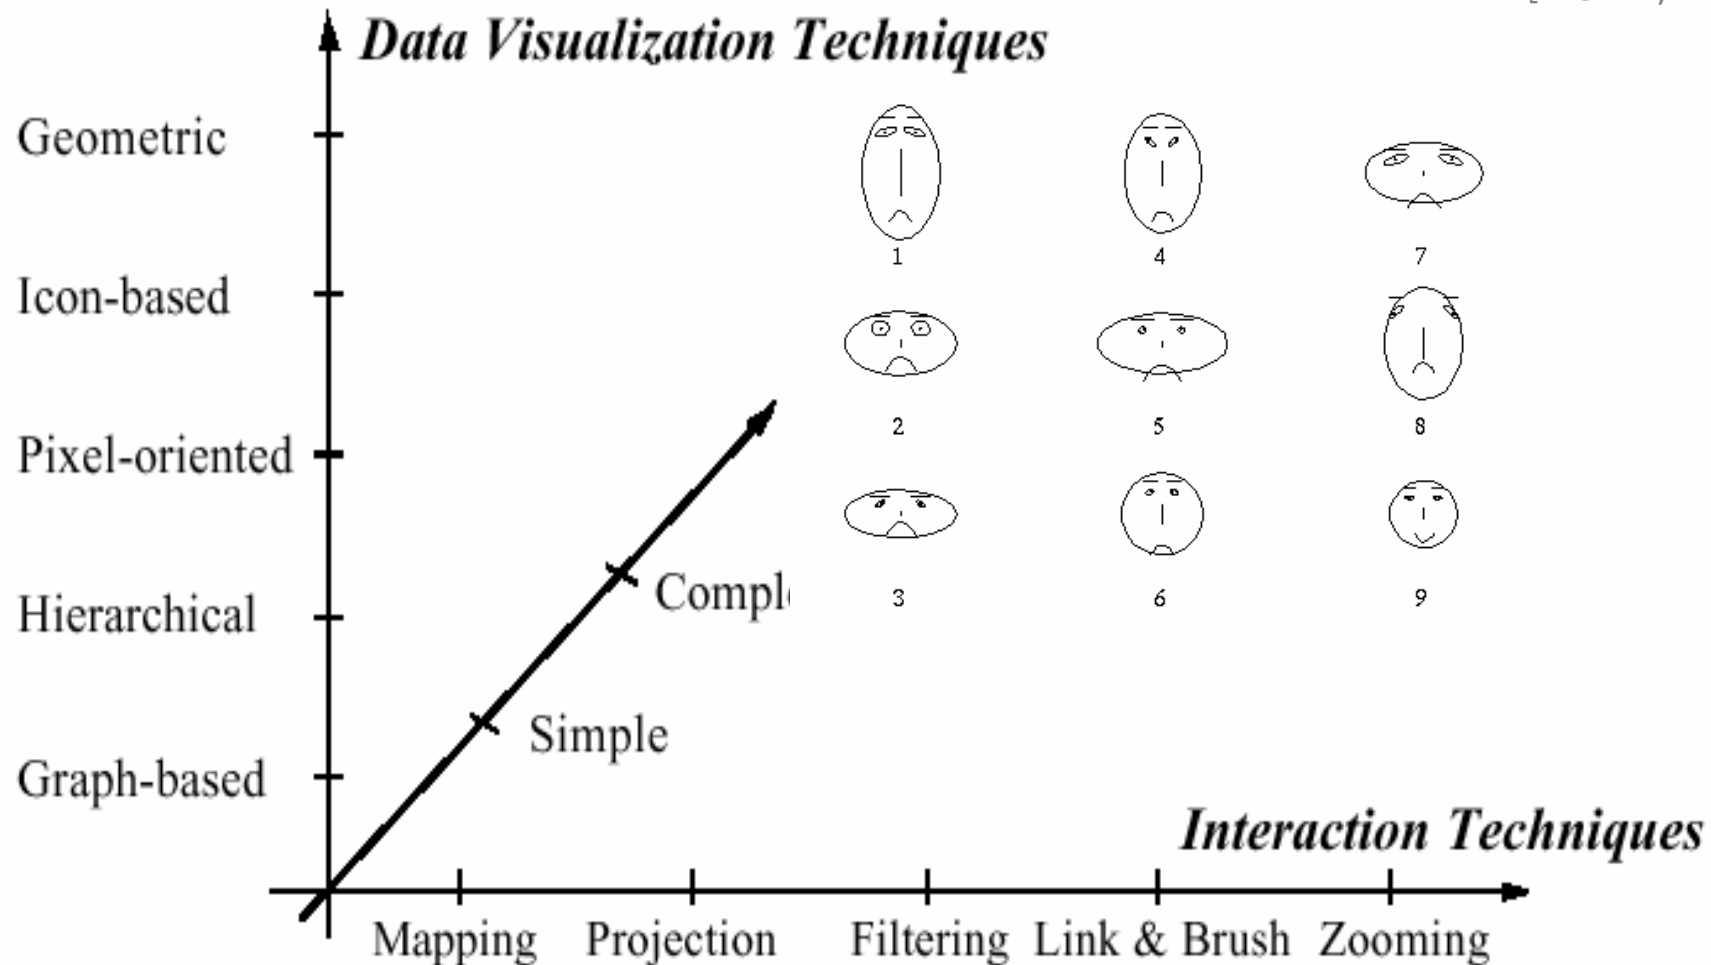 Data Visualization Techniques
Geometric
1
4
7
Icon-based
2
5
8
Pixel-oriented
3
6
9
Hierarchical
Simple
Graph-based
Interaction Techniques
Mapping
Projection
Filtering
Link & Brush
Zooming